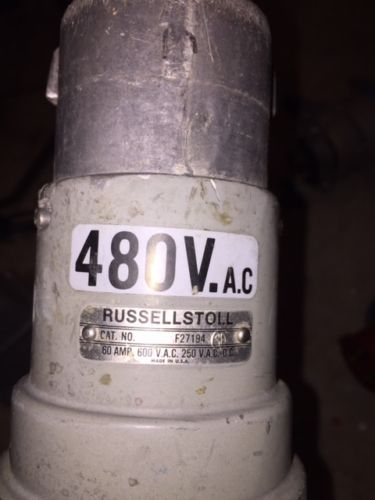 480V.A.C
RUSSELLSTOLL
CAT. NO. F27194
60 AMP. 600 V.A.C. 250 V.A.C.-D.C.
MADE IN U.S.A.